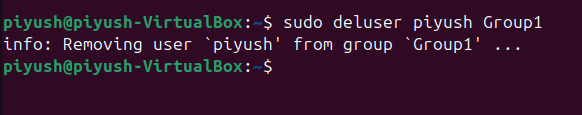 piyush@piyush-VirtualBox:~$ sudo deluser piyush Group1
info: Removing user `piyush' from group `Group1' ...
piyush@piyush-VirtualBox:~$